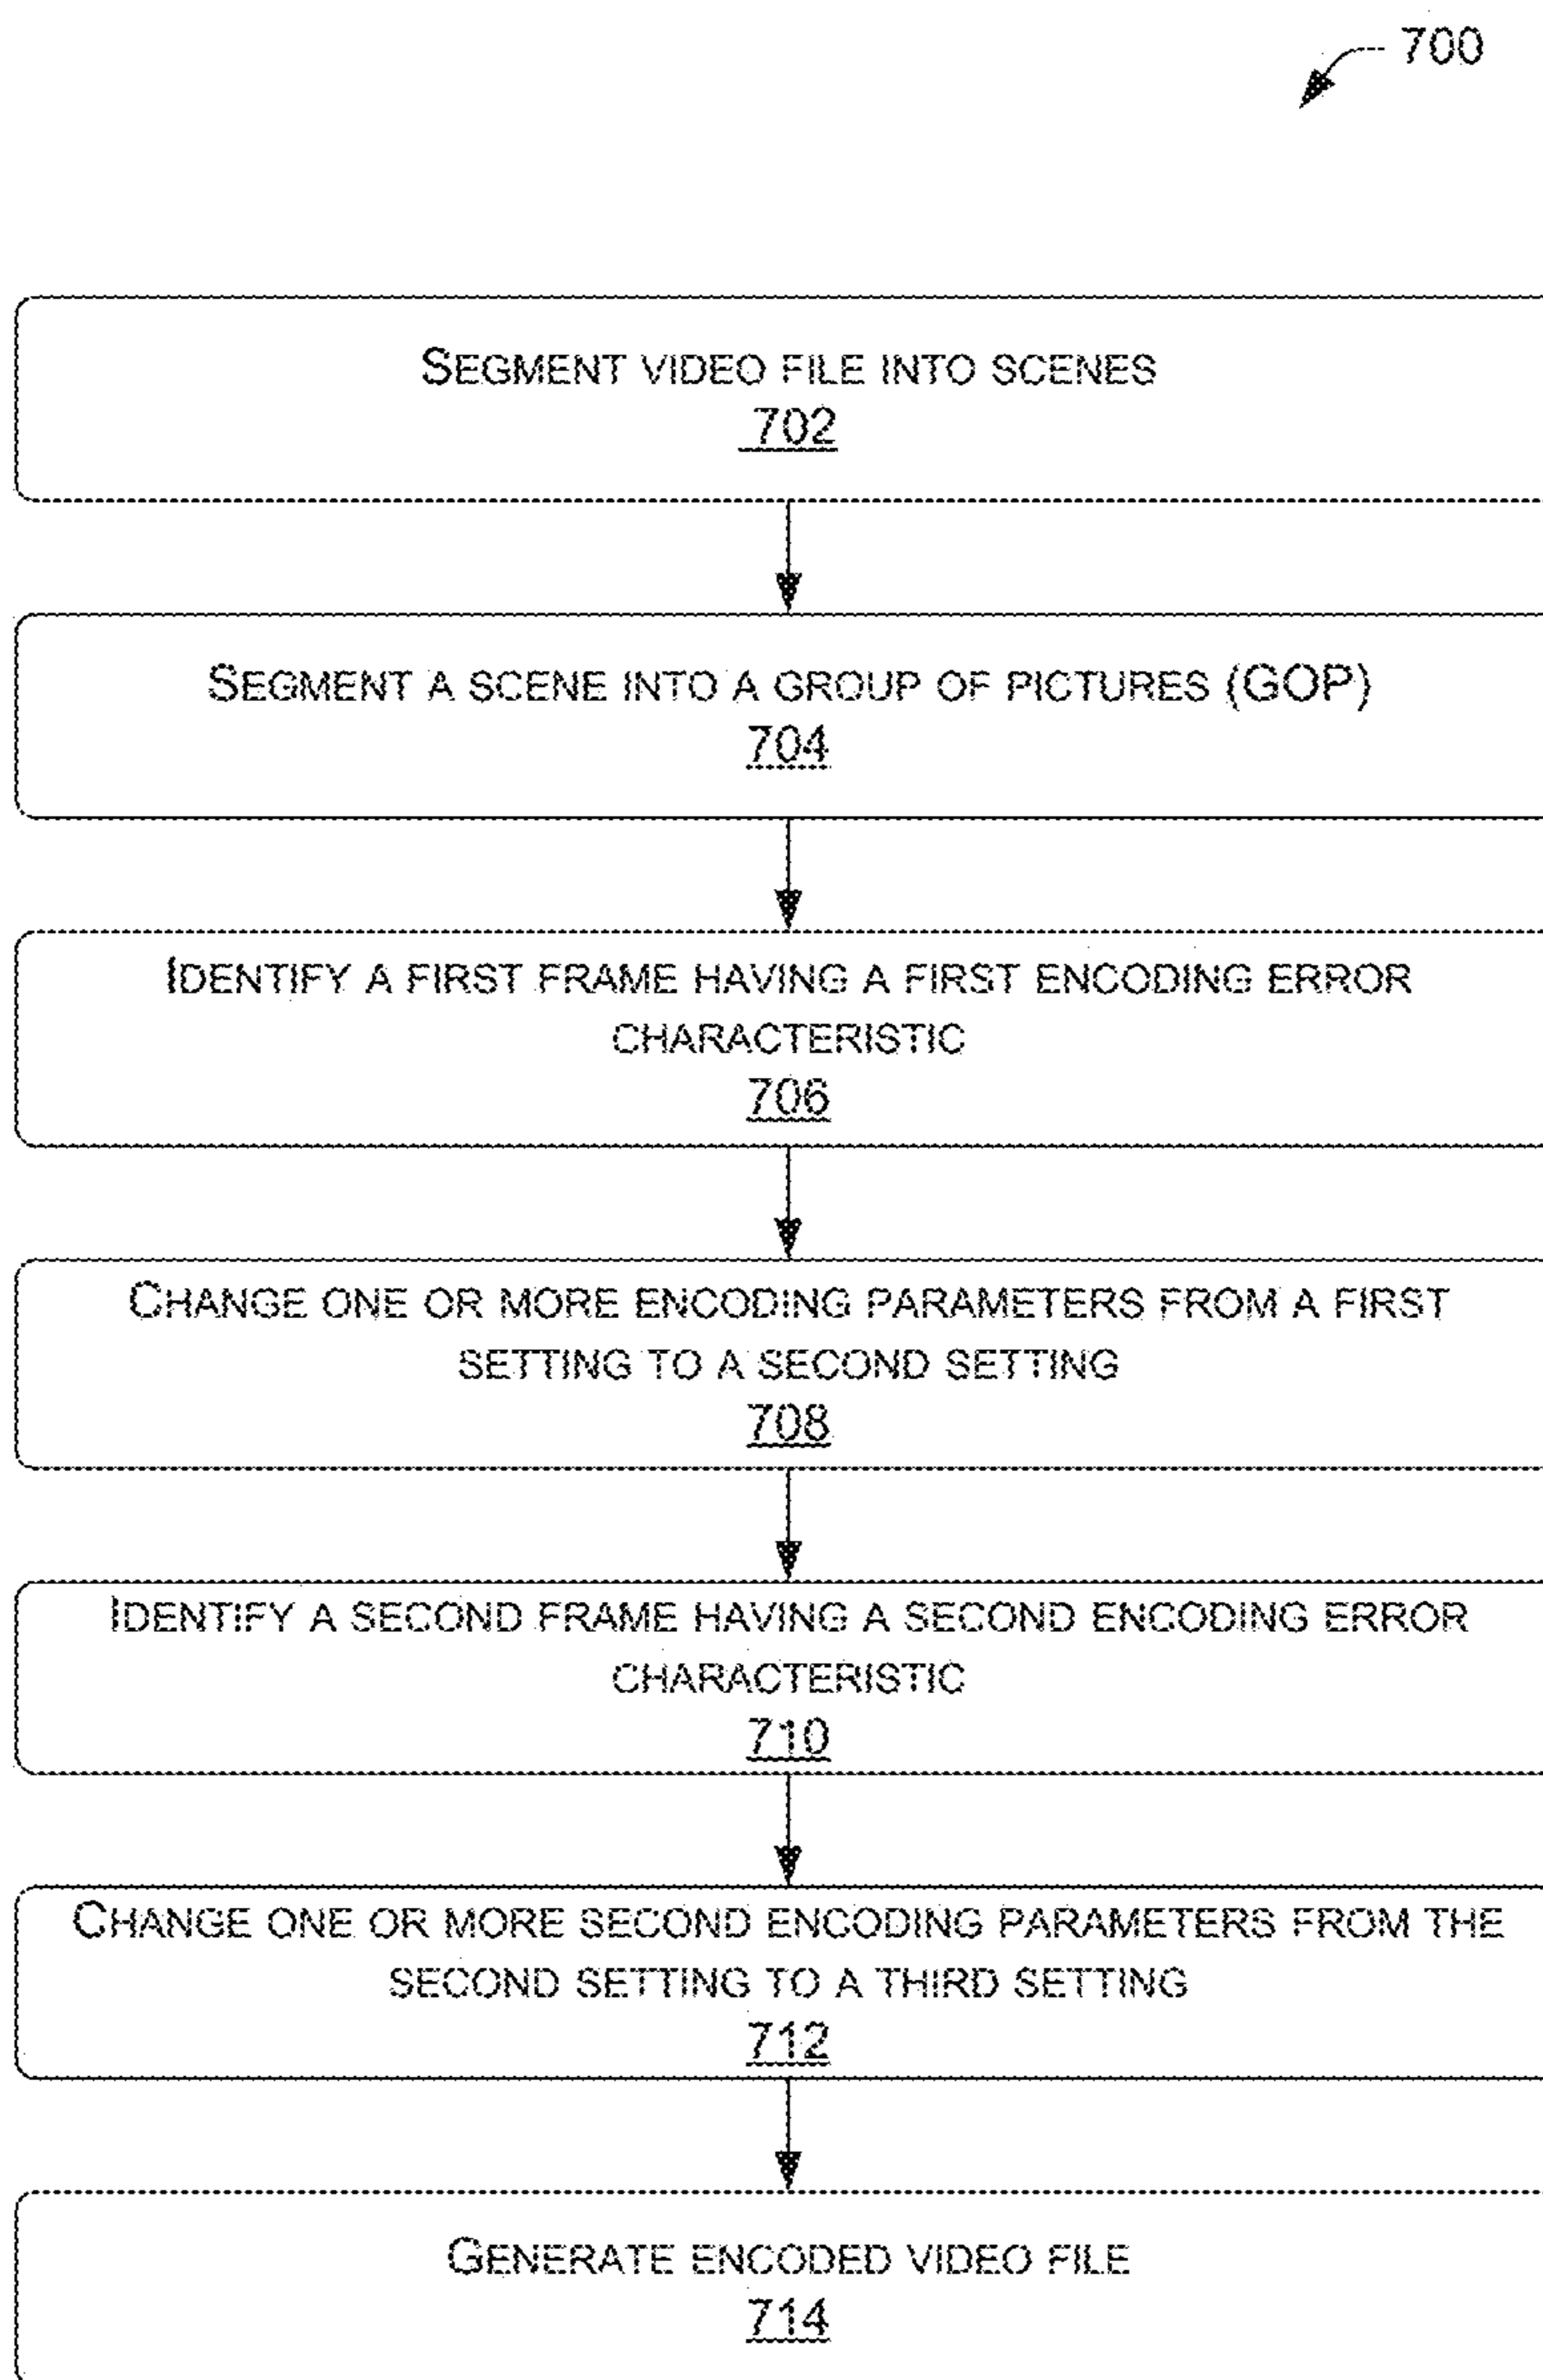 700
SEGMENT VIDEO FILE INTO SCENES
702
SEGMENT A SCENE INTO A GROUP OF PICTURES (GOP)
704
IDENTIFY A FIRST FRAME HAVING A FIRST ENCODING ERROR
CHARACTERISTIC
706
CHANGE ONE OR MORE ENCODING PARAMETERS FROM A FIRST
SETTING TO A SECOND SETTING
708
IDENTIFY A SECOND FRAME HAVING A SECOND ENCODING ERROR
CHARACTERISTIC
710
CHANGE ONE OR MORE SECOND ENCODING PARAMETERS FROM THE
SECOND SETTING TO A THIRD SETTING
712
GENERATE ENCODED VIDEO FILE
714